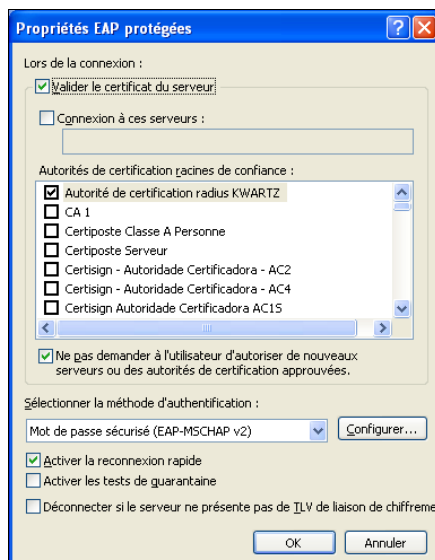 Propriétés EAP protégées
Lors de la connexion :
Valider le certificat du serveur
Connexion à ces serveurs :
Autorités de certification racines de confiance :
Autorité de certification radius KWARTZ
CA 1
Certiposte Classe A Personne
Certiposte Serveur
Certisign - Autoridade Certificadora - AC2
Certisign - Autoridade Certificadora - AC4
Certisign Autoridade Certificadora AC1S
Ne pas demander à l'utilisateur d'autoriser de nouveaux
serveurs ou des autorités de certification approuvées.
Sélectionner la méthode d'authentification :
Mot de passe sécurisé (EAP-MSCHAP v2)
Configurer...
Activer la reconnexion rapide
Activer les tests de quarantaine
Déconnecter si le serveur ne présente pas de TLV de liaison de chiffreme
OK
Annuler